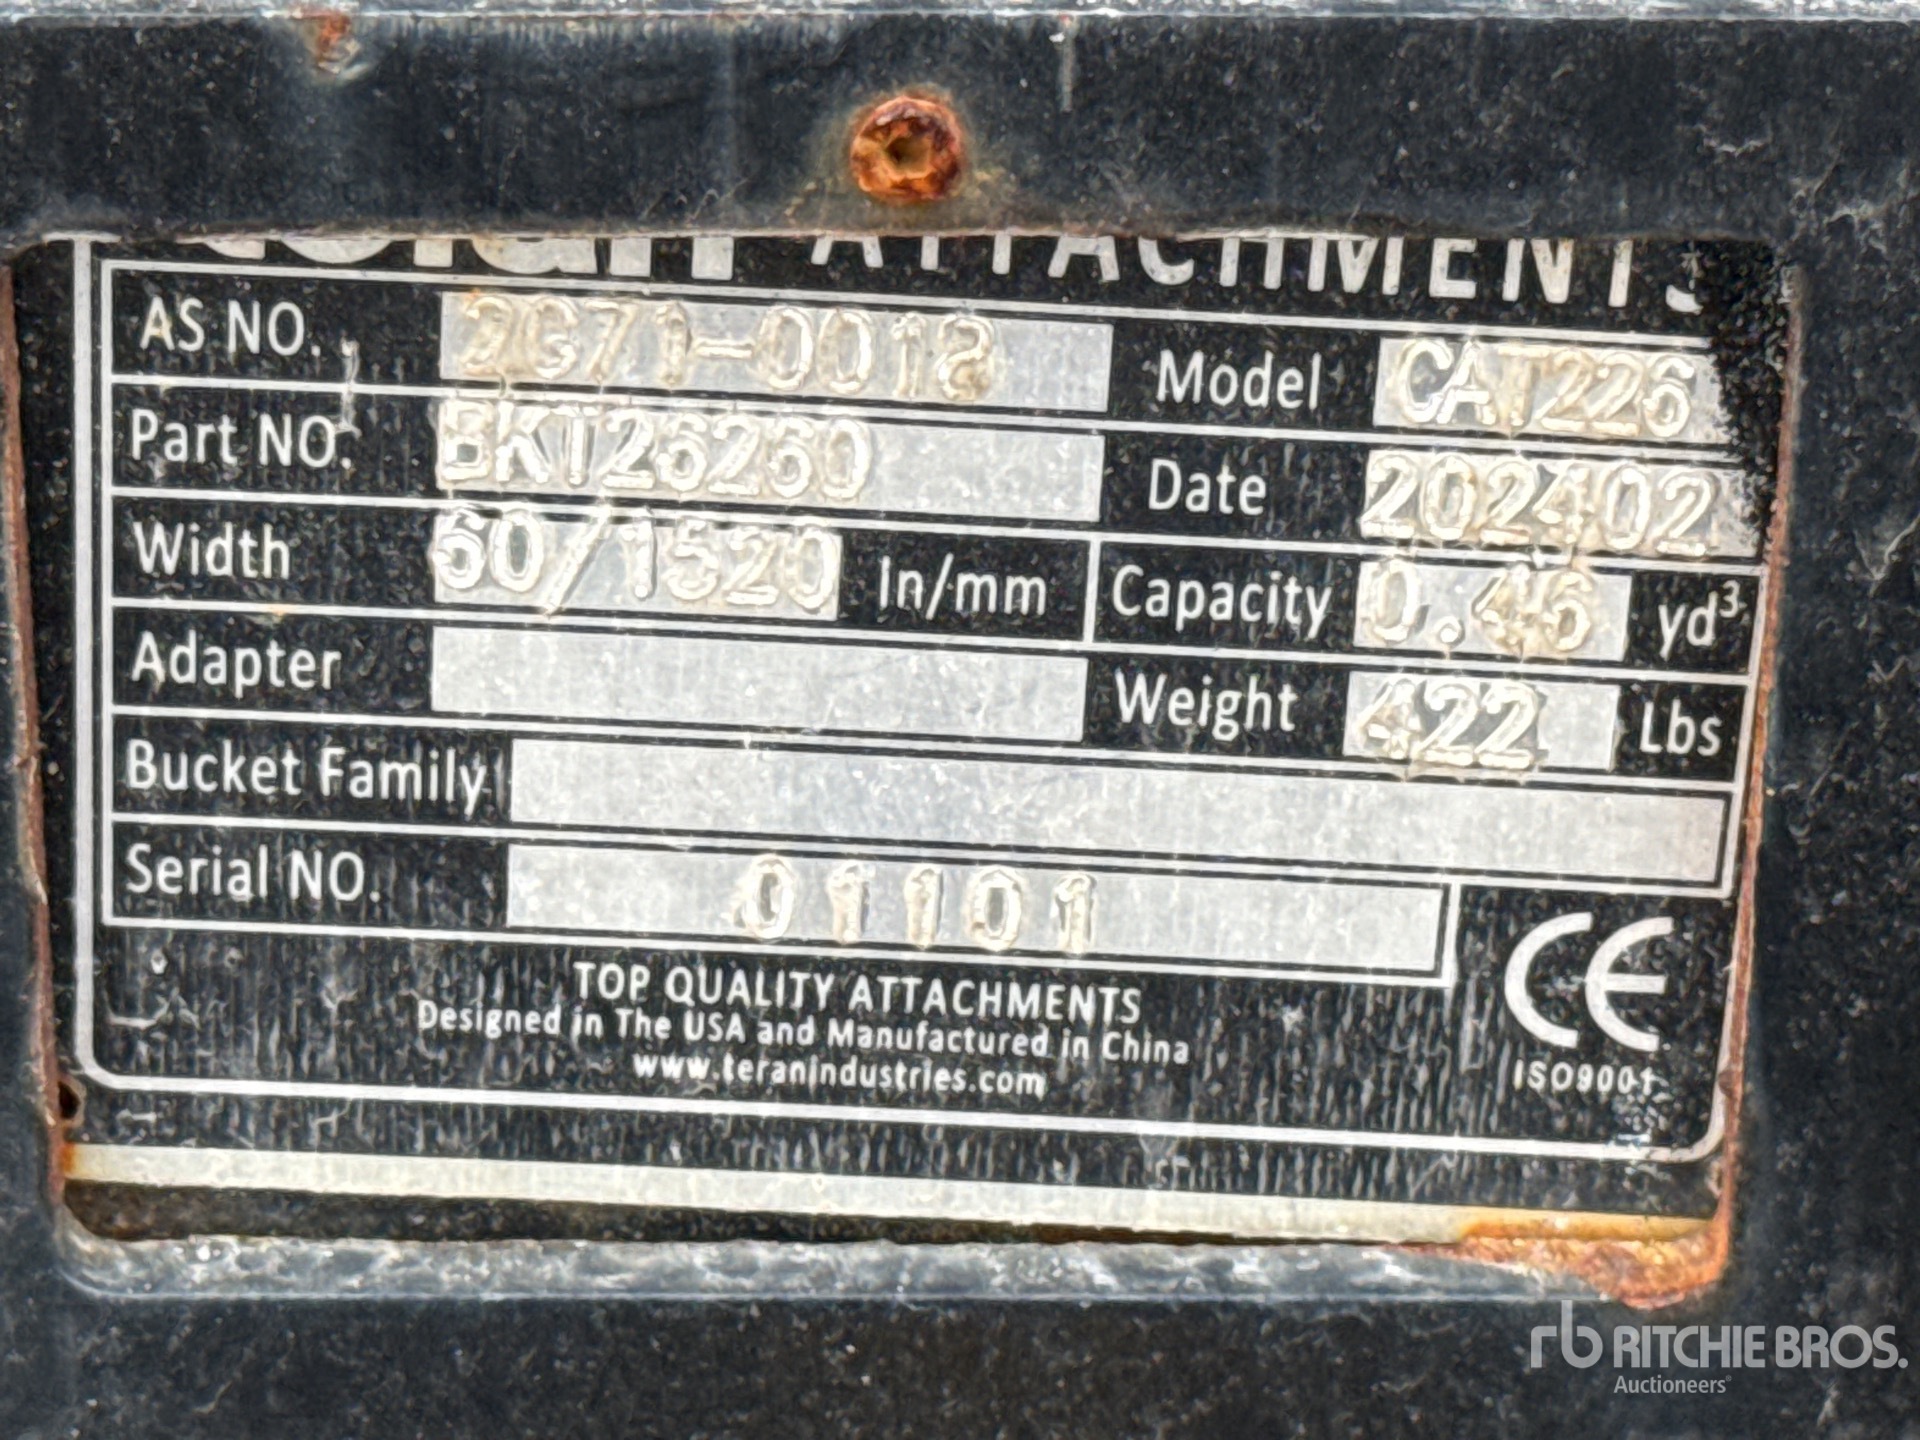 teran ATTACHMENTS
AS NO. 2G71-0018 Model CAT226
Part NO. BKT26260 Date 202402
Width 60/1520 In/mm Capacity 0.46 yd³
Adapter Weight 422 Lbs
Bucket Family
Serial NO. 01101
TOP QUALITY ATTACHMENTS
Designed in The USA and Manufactured in China
www.teranindustries.com
CE
ISO9001
rb RITCHIE BROS.
Auctioneers